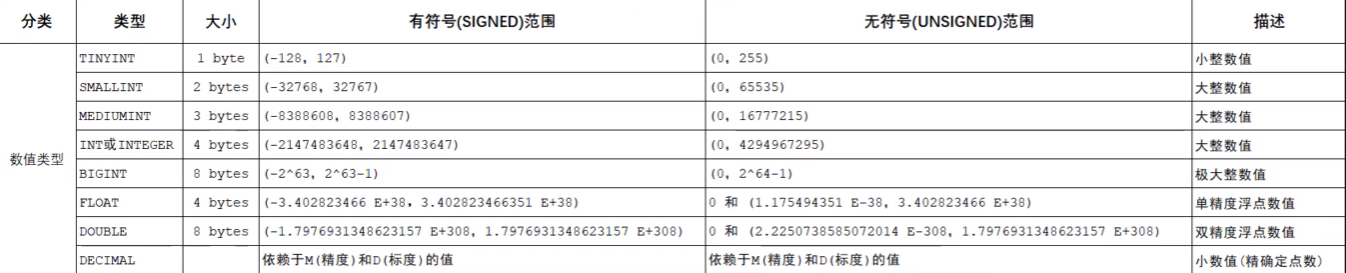 分类 类型 大小 有符号(SIGNED)范围 无符号(UNSIGNED)范围 描述
数值类型
TINYINT 1 byte (-128, 127) (0, 255) 小整数值
SMALLINT 2 bytes (-32768, 32767) (0, 65535) 大整数值
MEDIUMINT 3 bytes (-8388608, 8388607) (0, 16777215) 大整数值
INT或INTEGER 4 bytes (-2147483648, 2147483647) (0, 4294967295) 大整数值
BIGINT 8 bytes (-2^63, 2^63-1) (0, 2^64-1) 极大整数值
FLOAT 4 bytes (-3.402823466 E+38, 3.402823466351 E+38) 0 和 (1.175494351 E-38, 3.402823466 E+38) 单精度浮点数值
DOUBLE 8 bytes (-1.7976931348623157 E+308, 1.7976931348623157 E+308) 0 和 (2.2250738585072014 E-308, 1.7976931348623157 E+308) 双精度浮点数值
DECIMAL 依赖于M(精度)和D(标度)的值 依赖于M(精度)和D(标度)的值 小数值(精确定点数)